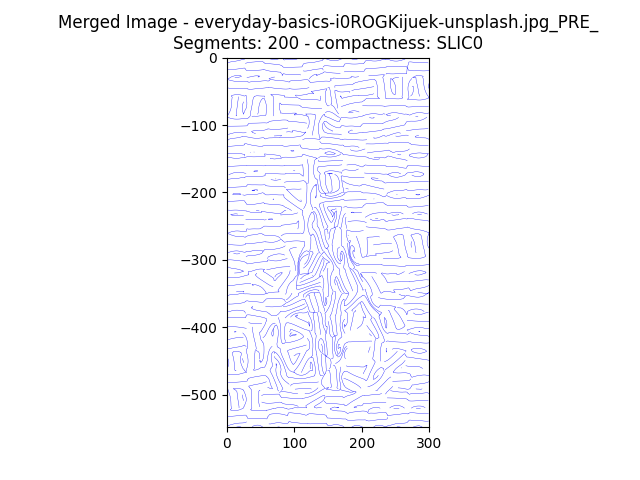 Merged Image - everyday-basics-i0ROGKijuek-unsplash.jpg_PRE_
Segments: 200 - compactness: SLIC0
0
−100
−200
−300
−400
−500
0 100 200 300